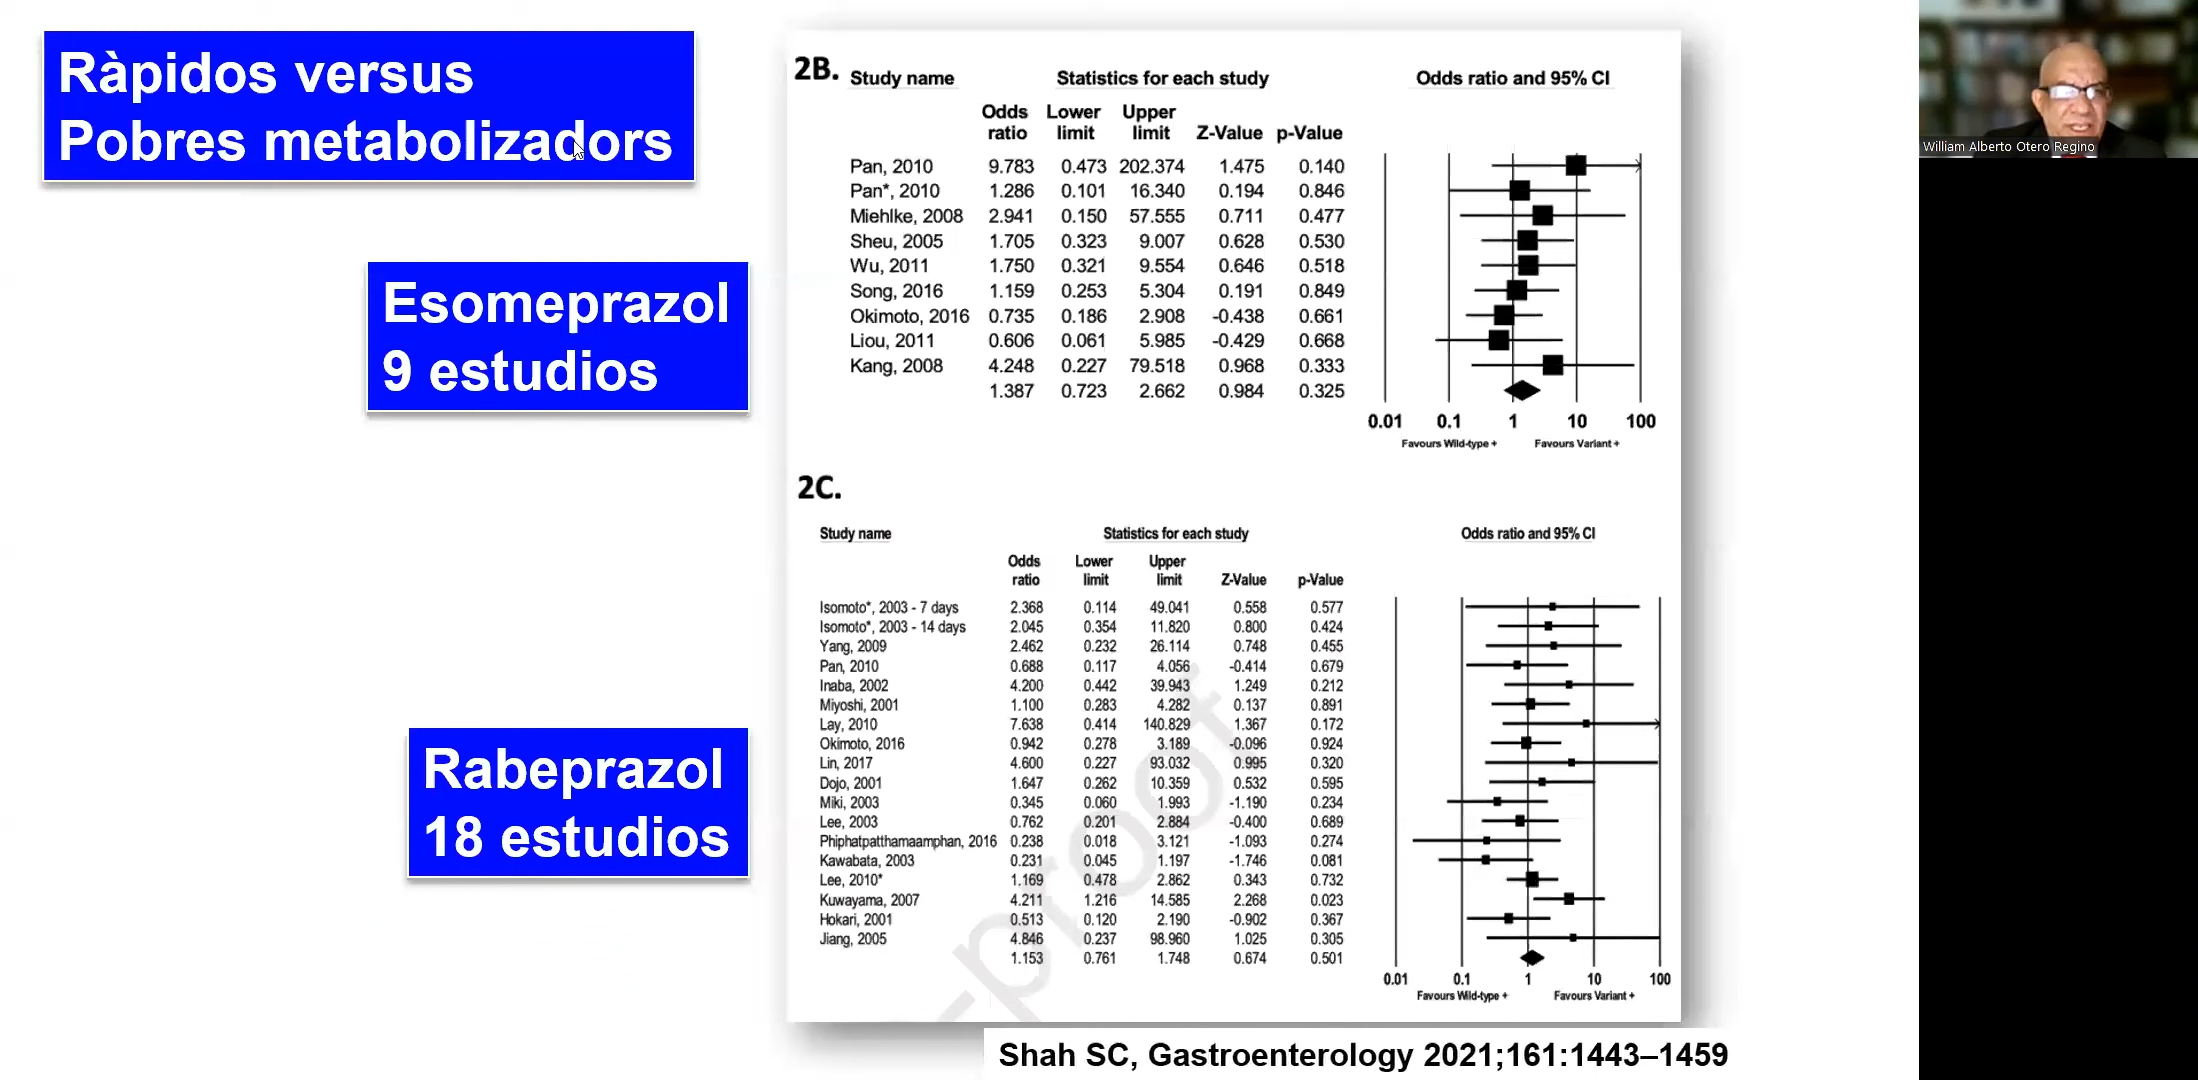 Ràpidos versus
Pobres metabolizadors
Esomeprazol
9 estudios
Rabeprazol
18 estudios
2B.
Study name Statistics for each study Odds ratio and 95% CI
Odds ratio Lower limit Upper limit Z-Value p-Value
Pan, 2010 9.783 0.473 202.374 1.475 0.140
Pan*, 2010 1.286 0.101 16.340 0.194 0.846
Miehlke, 2008 2.941 0.150 57.555 0.711 0.477
Sheu, 2005 1.705 0.323 9.007 0.628 0.530
Wu, 2011 1.750 0.321 9.554 0.646 0.518
Song, 2016 1.159 0.253 5.304 0.191 0.849
Okimoto, 2016 0.735 0.186 2.908 -0.438 0.661
Liou, 2011 0.606 0.061 5.985 -0.429 0.668
Kang, 2008 4.248 0.227 79.518 0.968 0.333
1.387 0.723 2.662 0.984 0.325
0.01 0.1 1 10 100
Favours Wild-type + Favours Variant +
2C.
Study name Statistics for each study Odds ratio and 95% CI
Odds ratio Lower limit Upper limit Z-Value p-Value
Isomoto*, 2003 - 7 days 2.368 0.114 49.041 0.558 0.577
Isomoto*, 2003 - 14 days 2.045 0.354 11.820 0.800 0.424
Yang, 2009 2.462 0.232 26.114 0.748 0.455
Pan, 2010 0.688 0.117 4.056 -0.414 0.679
Inaba, 2002 4.200 0.442 39.943 1.249 0.212
Miyoshi, 2001 1.100 0.283 4.282 0.137 0.891
Lay, 2010 7.638 0.414 140.829 1.367 0.172
Okimoto, 2016 0.942 0.278 3.189 -0.096 0.924
Lin, 2017 4.600 0.227 93.032 0.995 0.320
Dojo, 2001 1.647 0.262 10.359 0.532 0.595
Miki, 2003 0.345 0.060 1.993 -1.190 0.234
Lee, 2003 0.762 0.201 2.884 -0.400 0.689
Phiphatpatthamaamphan, 2016 0.238 0.018 3.121 -1.093 0.274
Kawabata, 2003 0.231 0.045 1.197 -1.746 0.081
Lee, 2010* 1.169 0.478 2.862 0.343 0.732
Kuwayama, 2007 4.211 1.216 14.585 2.268 0.023
Hokari, 2001 0.513 0.120 2.190 -0.902 0.367
Jiang, 2005 4.846 0.237 98.960 1.025 0.305
1.153 0.761 1.748 0.674 0.501
0.01 0.1 1 10 100
Favours Wild-type + Favours Variant +
-proof
Shah SC, Gastroenterology 2021;161:1443–1459
William Alberto Otero Regino